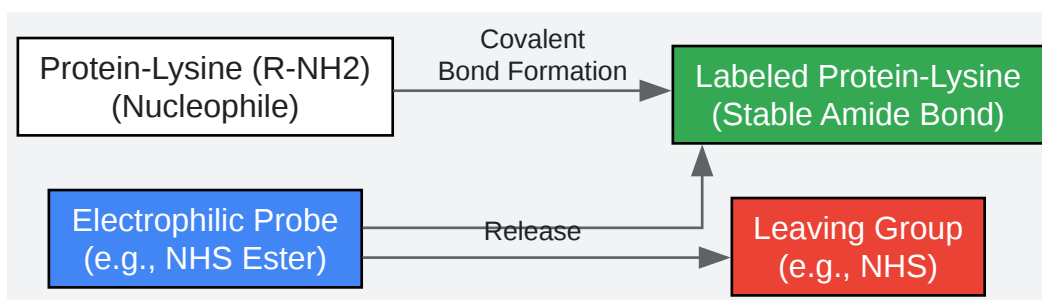 Protein-Lysine (R-NH2)
(Nucleophile)
Covalent
Bond Formation
Labeled Protein-Lysine
(Stable Amide Bond)
Electrophilic Probe
(e.g., NHS Ester)
Release
Leaving Group
(e.g., NHS)